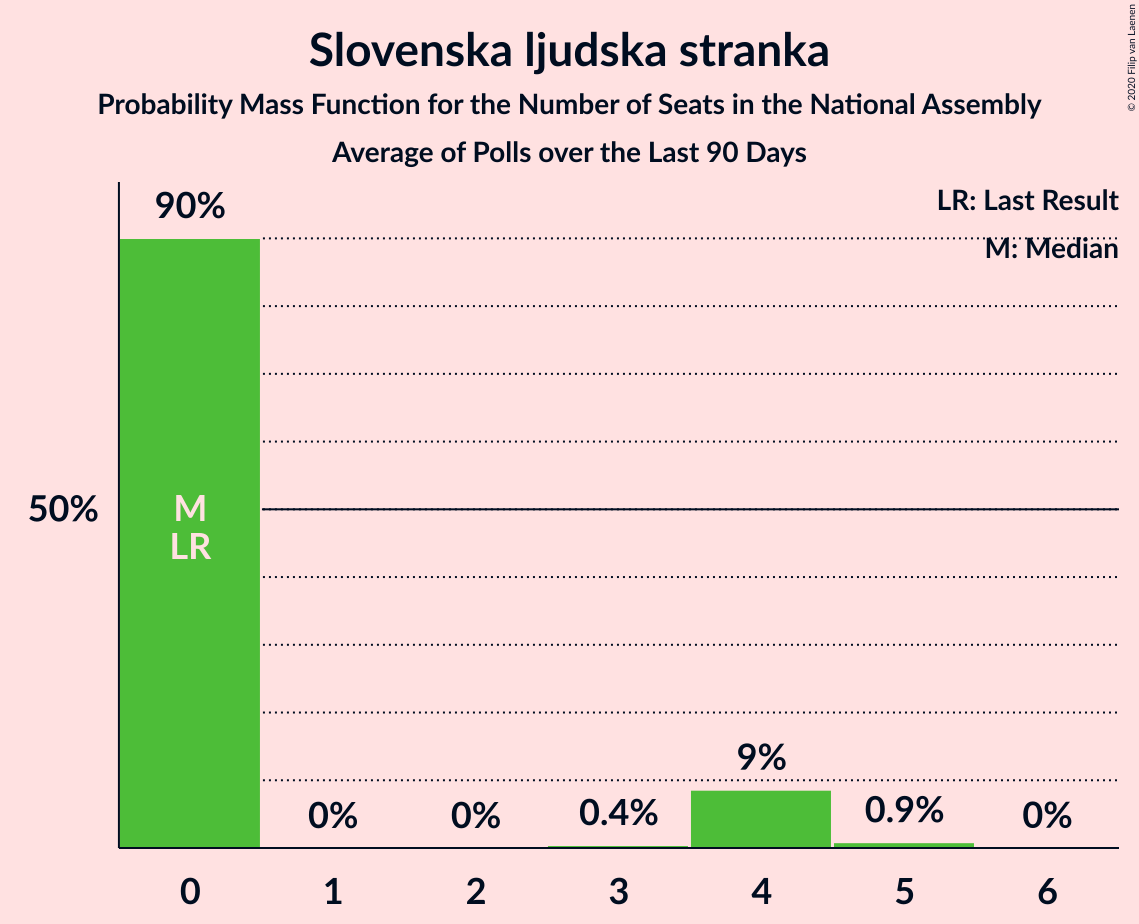 Slovenska ljudska stranka
Probability Mass Function for the Number of Seats in the National Assembly
Average of Polls over the Last 90 Days
© 2020 Filip van Laenen
LR: Last Result
M: Median
90%
50%
M
LR
0%
0%
0.4%
9%
0.9%
0%
0 1 2 3 4 5 6